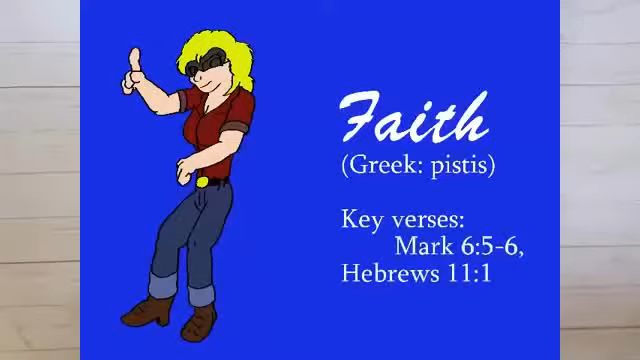 Faith
(Greek: pistis)
Key verses:
Mark 6:5-6,
Hebrews 11:1